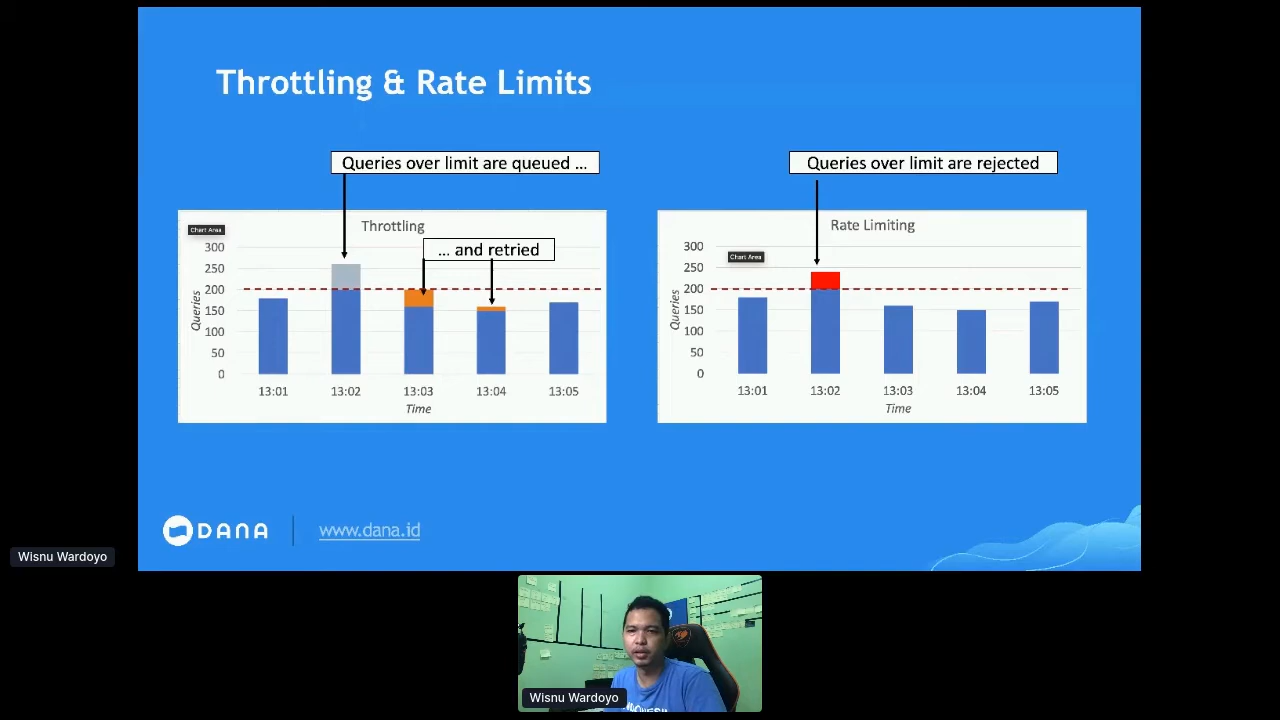 Throttling & Rate Limits
Queries over limit are queued ...
Queries over limit are rejected
Throttling
Chart Area
... and retried
300
250
200
150
100
50
0
Queries
13:01
13:02
13:03
13:04
13:05
Time
Rate Limiting
Chart Area
300
250
200
150
100
50
0
Queries
13:01
13:02
13:03
13:04
13:05
Time
DANA
www.dana.id
Wisnu Wardoyo
Wisnu Wardoyo